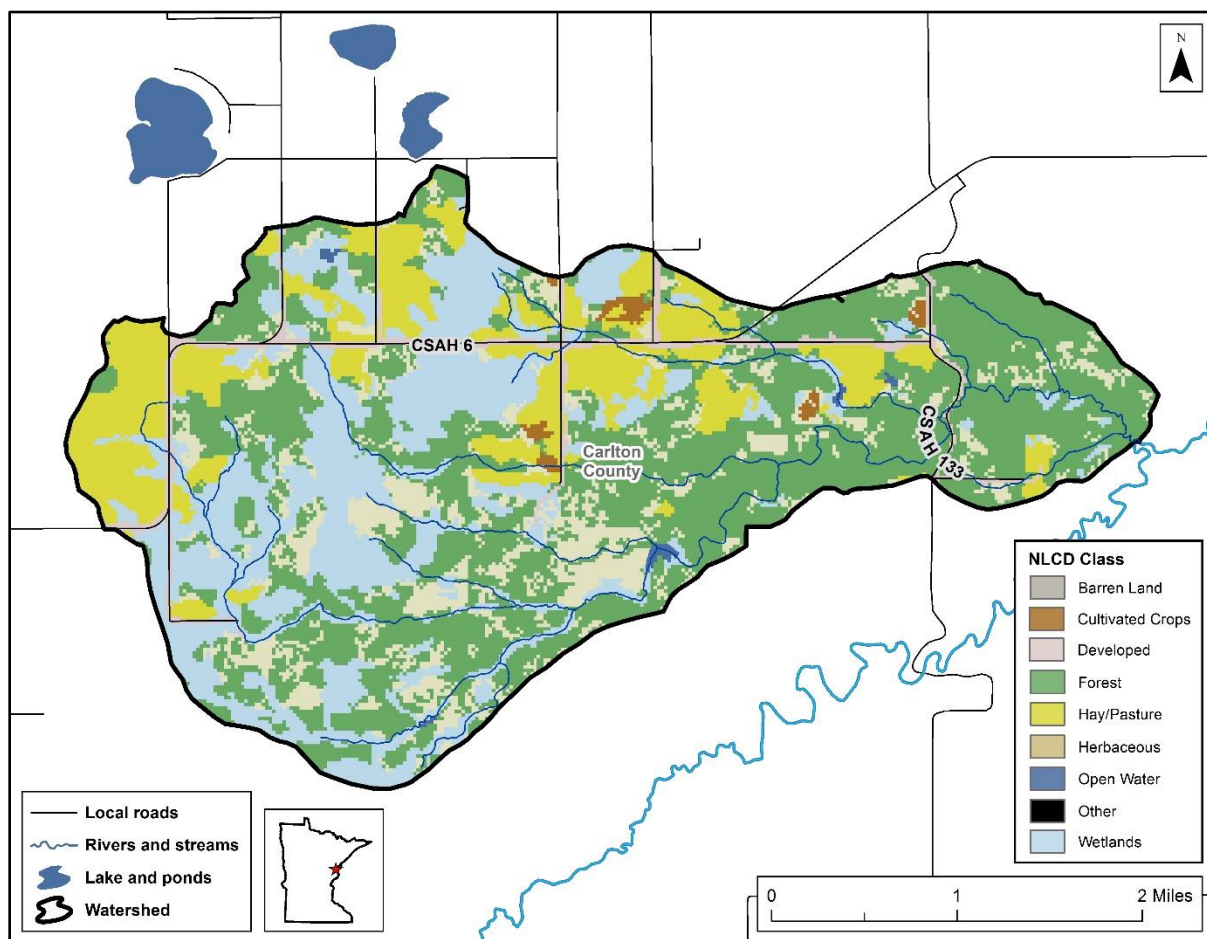 N
CSAH 6
Carlton
County
CSAH 133
NLCD Class
Barren Land
Cultivated Crops
Developed
Forest
Hay/Pasture
Herbaceous
Open Water
Other
Wetlands
Local roads
Rivers and streams
Lake and ponds
Watershed
0 1 2 Miles